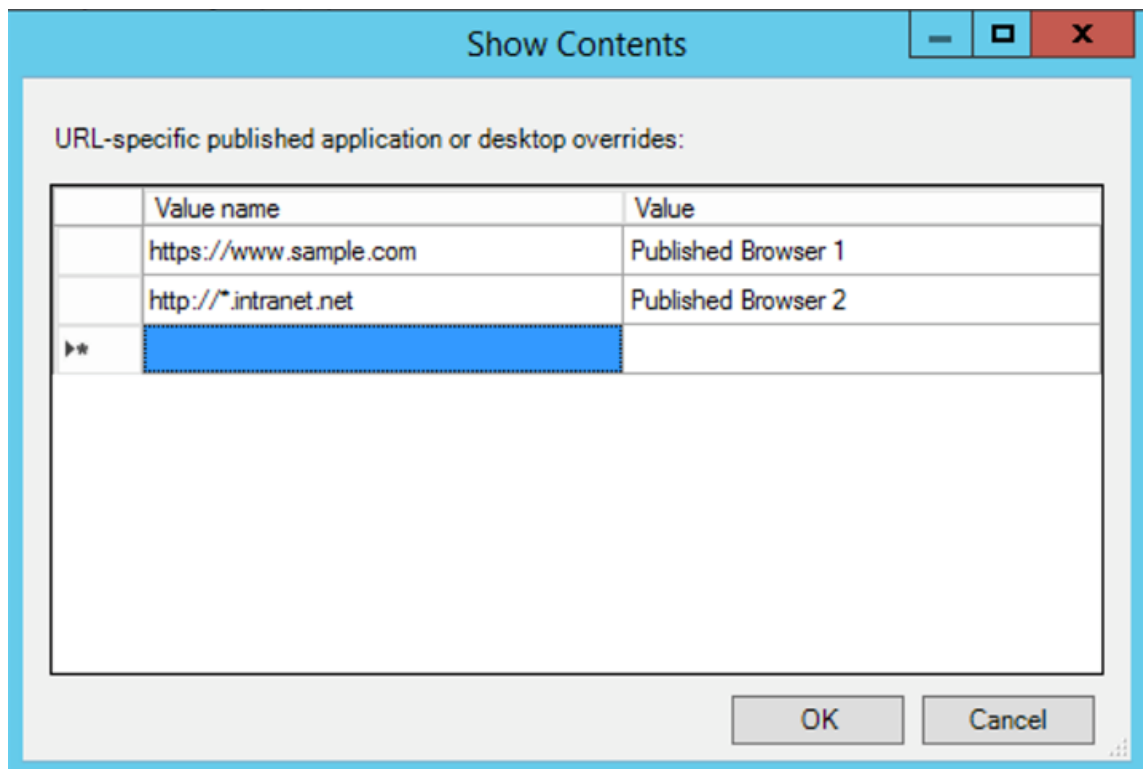 Show Contents
URL-specific published application or desktop overrides:
Value name Value
https://www.sample.com Published Browser 1
http://*.intranet.net Published Browser 2
OK Cancel